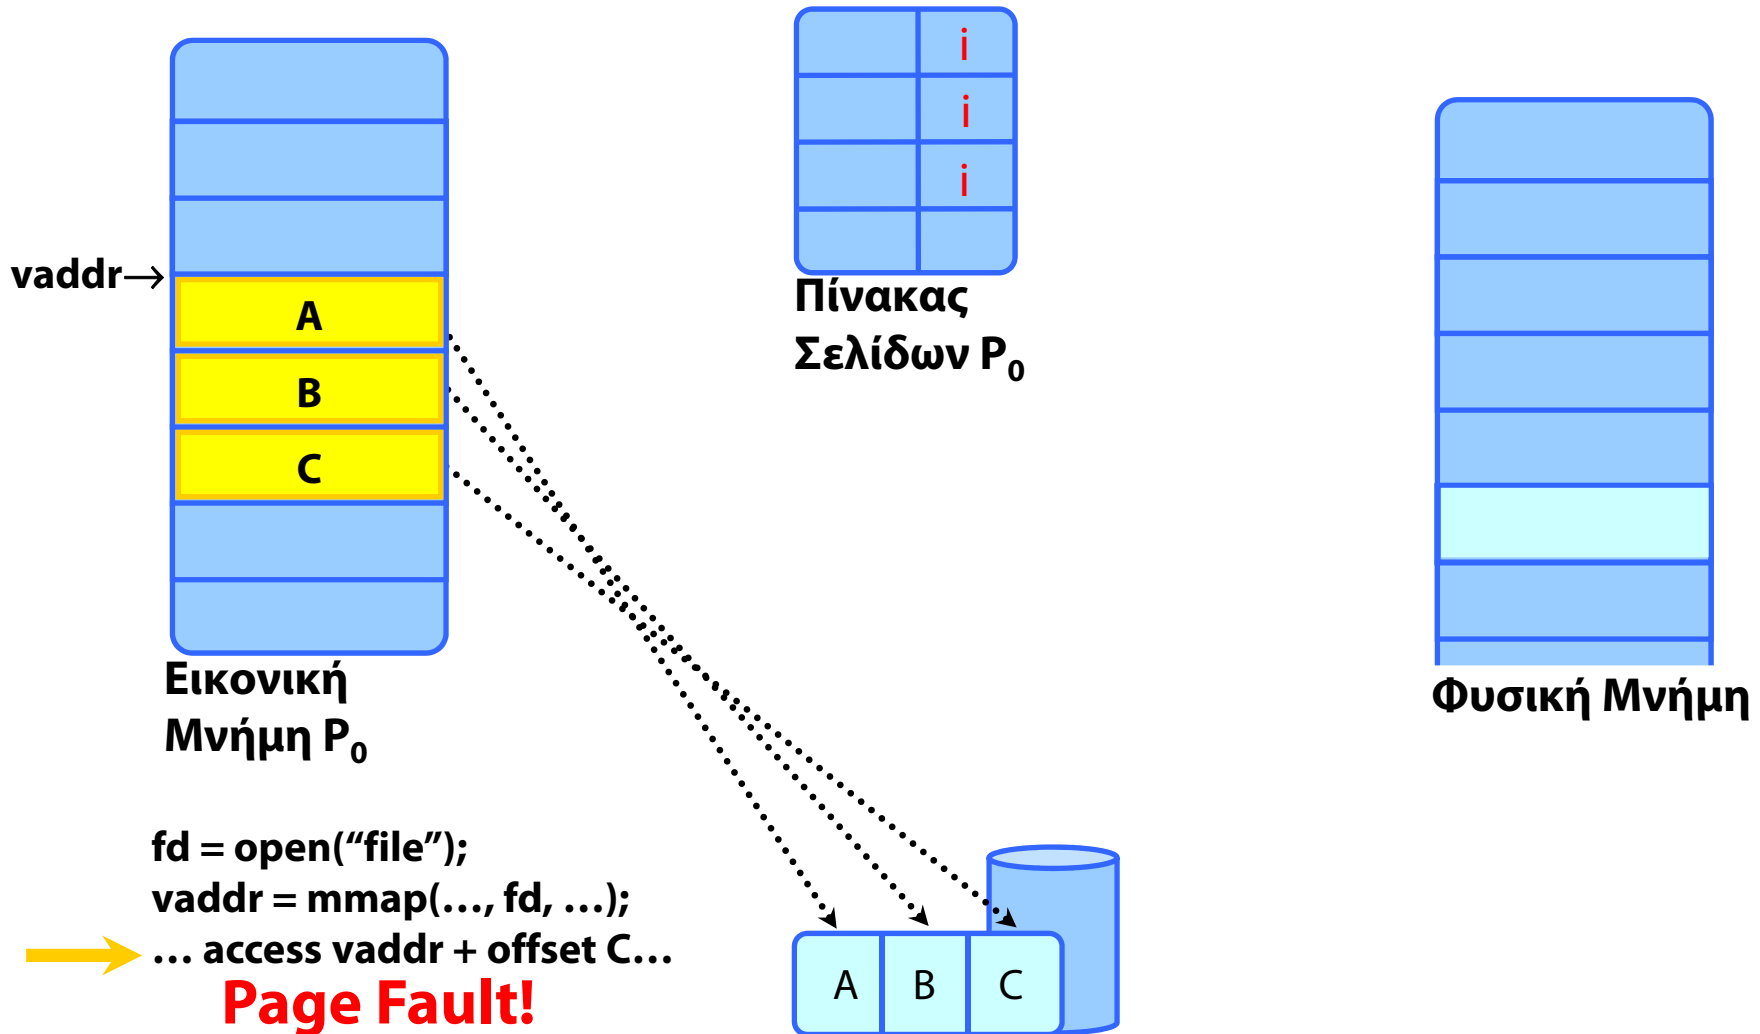 i
i
i
vaddr→
A
B
C
Πίνακας
Σελίδων P₀
Εικονική
Μνήμη P₀
Φυσική Μνήμη
fd = open(“file”);
vaddr = mmap(…, fd, …);
… access vaddr + offset C…
Page Fault!
A B C